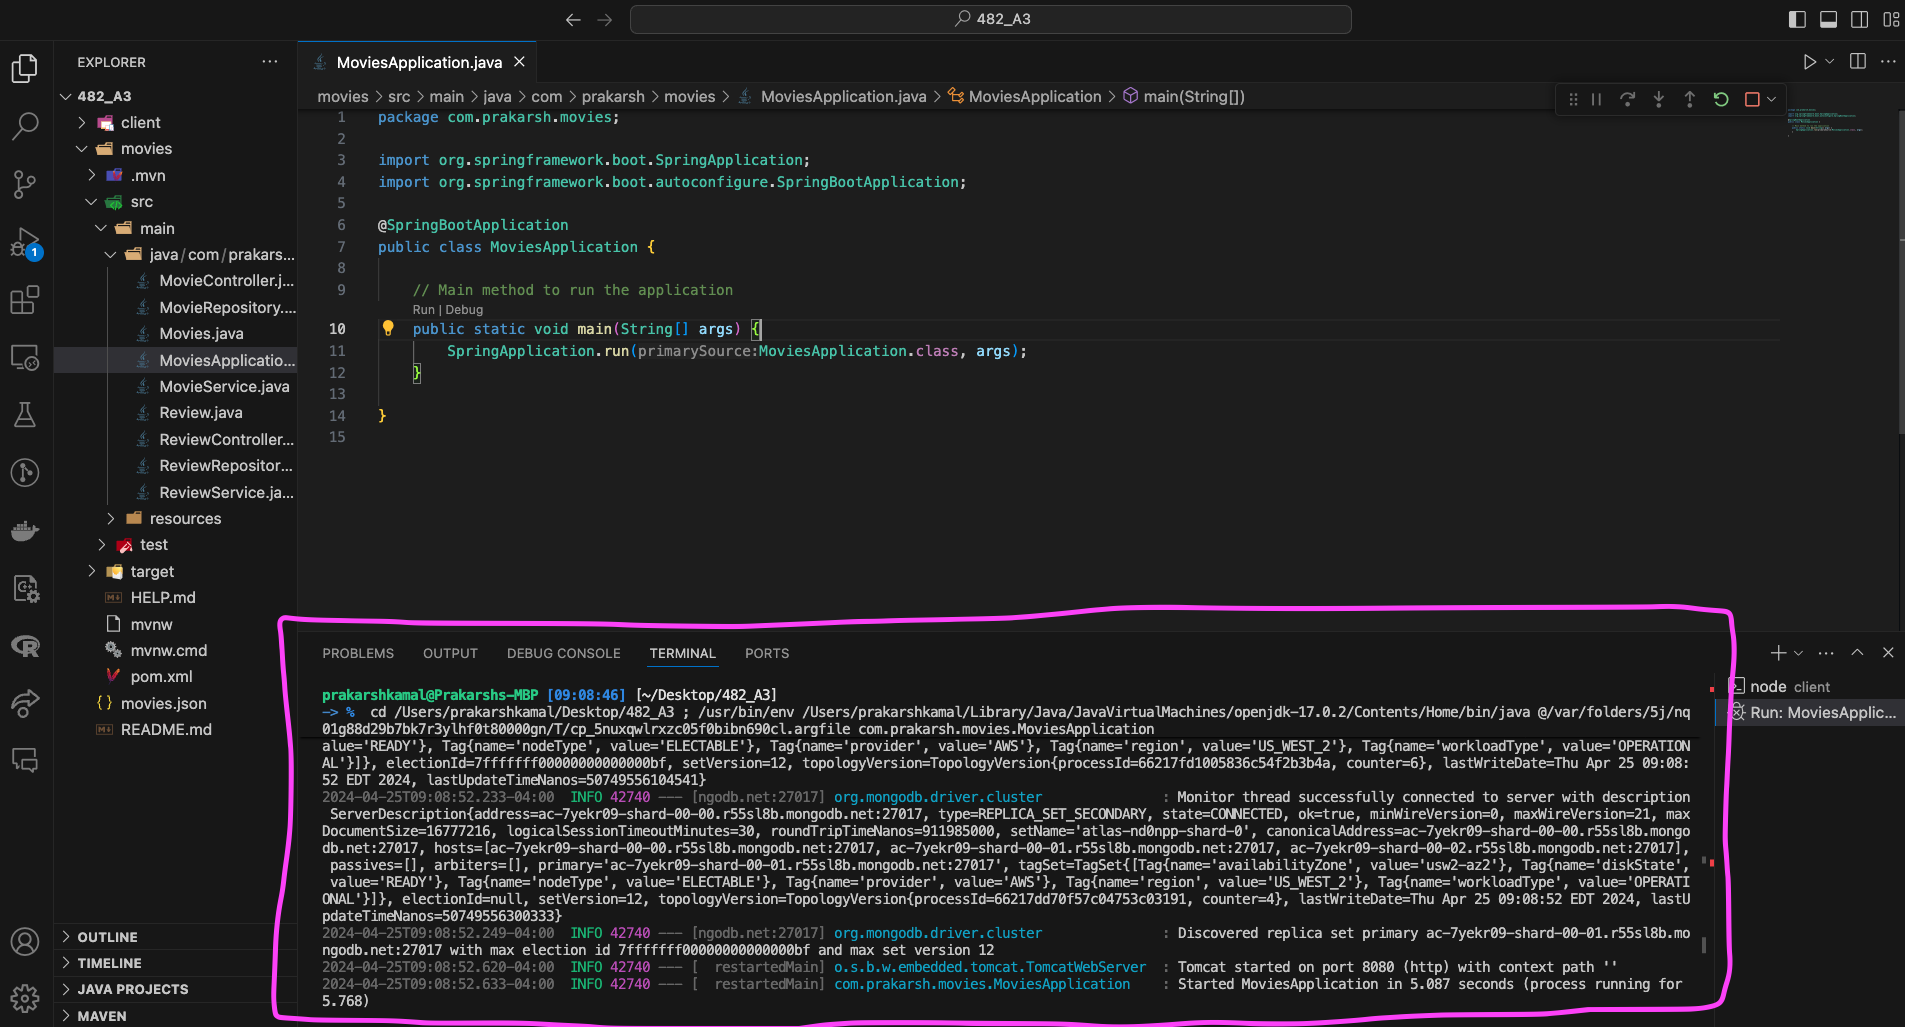 482_A3
EXPLORER
482_A3
client
movies
.mvn
src
main
java/com/prakars...
MovieController.j...
MovieRepository....
Movies.java
MoviesApplicatio...
MovieService.java
Review.java
ReviewController...
ReviewRepositor...
ReviewService.ja...
resources
test
target
HELP.md
mvnw
mvnw.cmd
pom.xml
movies.json
README.md
OUTLINE
TIMELINE
JAVA PROJECTS
MAVEN
1
MoviesApplication.java
movies > src > main > java > com > prakarsh > movies > MoviesApplication.java > MoviesApplication > main(String[])
1 package com.prakarsh.movies;
2
3 import org.springframework.boot.SpringApplication;
4 import org.springframework.boot.autoconfigure.SpringBootApplication;
5
6 @SpringBootApplication
7 public class MoviesApplication {
8
9 // Main method to run the application
Run | Debug
10 public static void main(String[] args) {
11 SpringApplication.run(primarySource:MoviesApplication.class, args);
12 }
13
14 }
15
PROBLEMS OUTPUT DEBUG CONSOLE TERMINAL PORTS
prakarshkamal@Prakarshs-MBP [09:08:46] [~/Desktop/482_A3]
-> % cd /Users/prakarshkamal/Desktop/482_A3 ; /usr/bin/env /Users/prakarshkamal/Library/Java/JavaVirtualMachines/openjdk-17.0.2/Contents/Home/bin/java @/var/folders/5j/nq
01g88d29b7bk7r3ylhf0t80000gn/T/cp_5nuxqwlrxzc05f0bibn690cl.argfile com.prakarsh.movies.MoviesApplication
alue='READY'}, Tag{name='nodeType', value='ELECTABLE'}, Tag{name='provider', value='AWS'}, Tag{name='region', value='US_WEST_2'}, Tag{name='workloadType', value='OPERATION
AL'}]}, electionId=7fffffff00000000000000bf, setVersion=12, topologyVersion=TopologyVersion{processId=66217fd1005836c54f2b3b4a, counter=6}, lastWriteDate=Thu Apr 25 09:08:
52 EDT 2024, lastUpdateTimeNanos=50749556104541}
2024-04-25T09:08:52.233-04:00 INFO 42740 --- [ngodb.net:27017] org.mongodb.driver.cluster : Monitor thread successfully connected to server with description
ServerDescription{address=ac-7yekr09-shard-00-00.r55sl8b.mongodb.net:27017, type=REPLICA_SET_SECONDARY, state=CONNECTED, ok=true, minWireVersion=0, maxWireVersion=21, max
DocumentSize=16777216, logicalSessionTimeoutMinutes=30, roundTripTimeNanos=911985000, setName='atlas-nd0npp-shard-0', canonicalAddress=ac-7yekr09-shard-00-00.r55sl8b.mongo
db.net:27017, hosts=[ac-7yekr09-shard-00-00.r55sl8b.mongodb.net:27017, ac-7yekr09-shard-00-01.r55sl8b.mongodb.net:27017, ac-7yekr09-shard-00-02.r55sl8b.mongodb.net:27017],
passives=[], arbiters=[], primary='ac-7yekr09-shard-00-01.r55sl8b.mongodb.net:27017', tagSet=TagSet{[Tag{name='availabilityZone', value='usw2-az2'}, Tag{name='diskState',
value='READY'}, Tag{name='nodeType', value='ELECTABLE'}, Tag{name='provider', value='AWS'}, Tag{name='region', value='US_WEST_2'}, Tag{name='workloadType', value='OPERATI
ONAL'}]}, electionId=null, setVersion=12, topologyVersion=TopologyVersion{processId=66217dd70f57c04753c03191, counter=4}, lastWriteDate=Thu Apr 25 09:08:52 EDT 2024, lastU
pdateTimeNanos=50749556300333}
2024-04-25T09:08:52.249-04:00 INFO 42740 --- [ngodb.net:27017] org.mongodb.driver.cluster : Discovered replica set primary ac-7yekr09-shard-00-01.r55sl8b.mo
ngodb.net:27017 with max election id 7fffffff00000000000000bf and max set version 12
2024-04-25T09:08:52.620-04:00 INFO 42740 --- [ restartedMain] o.s.b.w.embedded.tomcat.TomcatWebServer : Tomcat started on port 8080 (http) with context path ''
2024-04-25T09:08:52.633-04:00 INFO 42740 --- [ restartedMain] com.prakarsh.movies.MoviesApplication : Started MoviesApplication in 5.087 seconds (process running for
5.768)
node client
Run: MoviesApplic...